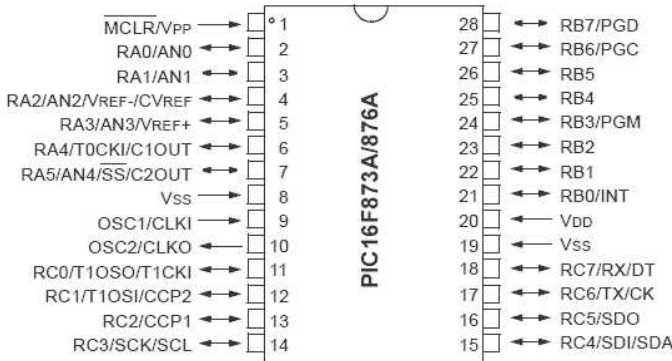 MCLR/VPP 1 28 RB7/PGD
RA0/AN0 2 27 RB6/PGC
RA1/AN1 3 26 RB5
RA2/AN2/VREF-/CVREF 4 25 RB4
RA3/AN3/VREF+ 5 24 RB3/PGM
RA4/T0CKI/C1OUT 6 23 RB2
RA5/AN4/SS/C2OUT 7 22 RB1
VSS 8 21 RB0/INT
OSC1/CLKI 9 20 VDD
OSC2/CLKO 10 19 VSS
RC0/T1OSO/T1CKI 11 18 RC7/RX/DT
RC1/T1OSI/CCP2 12 17 RC6/TX/CK
RC2/CCP1 13 16 RC5/SDO
RC3/SCK/SCL 14 15 RC4/SDI/SDA
PIC16F873A/876A